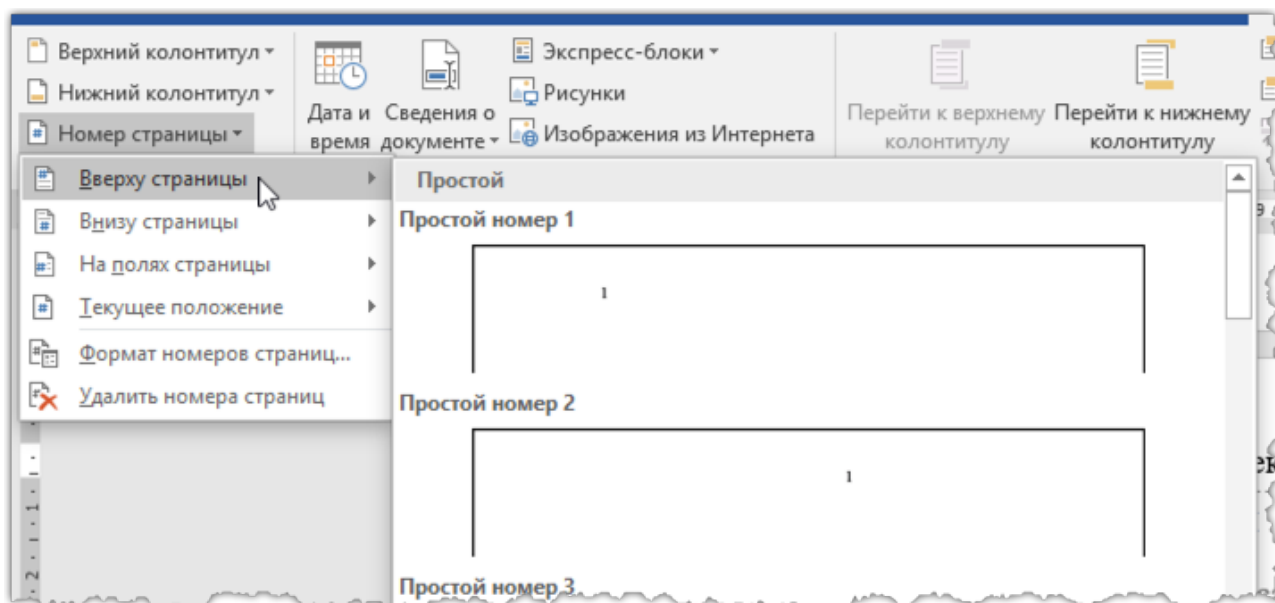 Верхний колонтитул
Нижний колонтитул
Номер страницы
Дата и время
Сведения о документе
Экспресс-блоки
Рисунки
Изображения из Интернета
Перейти к верхнему колонтитулу
Перейти к нижнему колонтитулу
Вверху страницы
Внизу страницы
На полях страницы
Текущее положение
Формат номеров страниц...
Удалить номера страниц
Простой
Простой номер 1
1
Простой номер 2
1
Простой номер 3
1
2